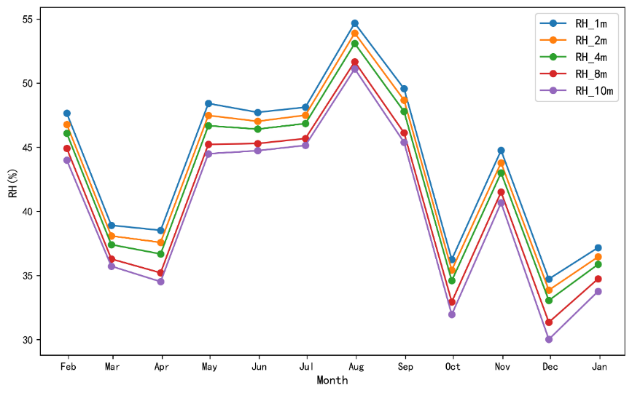 55
50
45
40
35
30
RH(%)
RH_1m
RH_2m
RH_4m
RH_8m
RH_10m
Feb Mar Apr May Jun Jul Aug Sep Oct Nov Dec Jan
Month